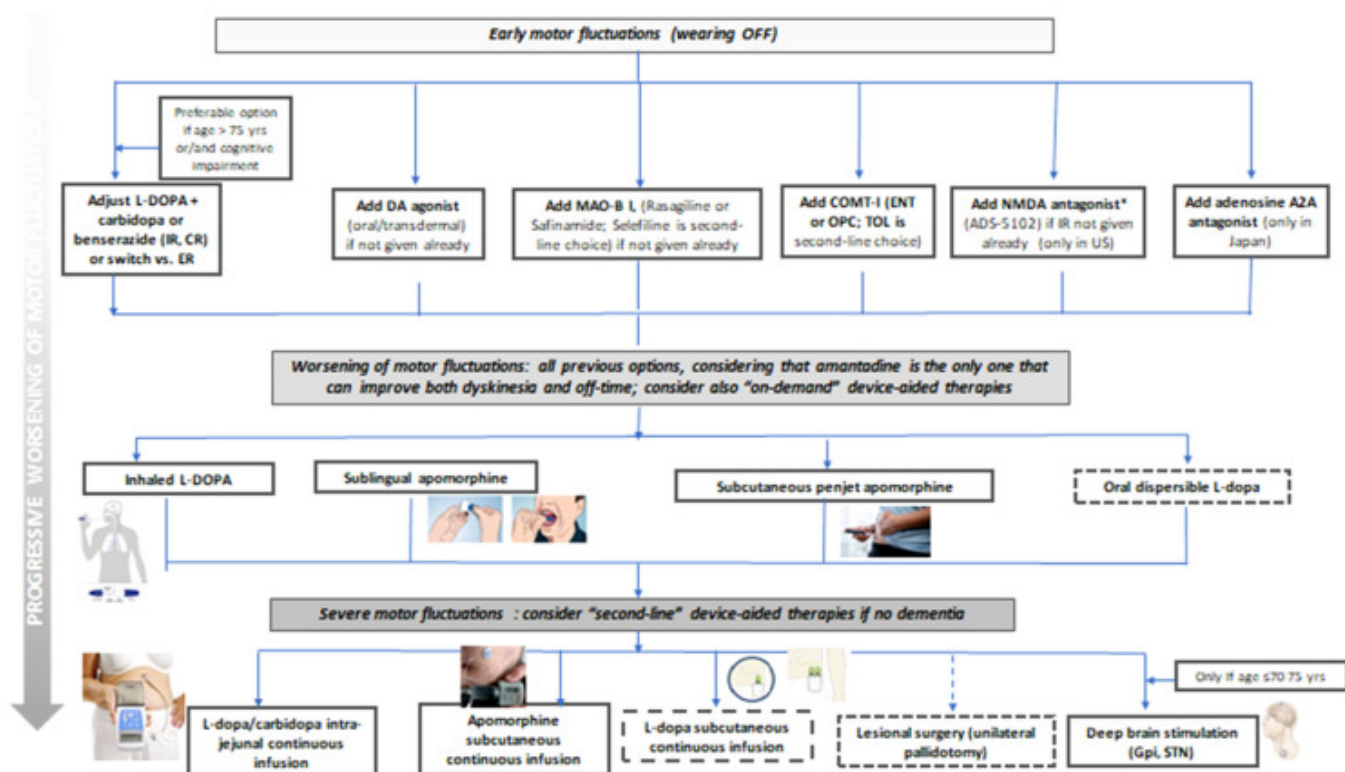 Early motor fluctuations (wearing OFF)
Preferable option
if age > 75 yrs
or/and cognitive
impairment
Adjust L-DOPA +
carbidopa or
benserazide (IR, CR)
or switch vs. ER
Add DA agonist
(oral/transdermal)
if not given already
Add MAO-B I, (Rasagiline or
Safinamide; Selefiline is second-
line choice) if not given already
Add COMT-I (ENT
or OPC; TOL is
second-line choice)
Add NMDA antagonist*
(ADS-5102) if IR not given
already (only in US)
Add adenosine A2A
antagonist (only in
Japan)
PROGRESSIVE WORSENING OF MOTOR FLUCTUATIONS
Worsening of motor fluctuations: all previous options, considering that amantadine is the only one that
can improve both dyskinesia and off-time; consider also "on-demand" device-aided therapies
Inhaled L-DOPA
Sublingual apomorphine
Subcutaneous penjet apomorphine
Oral dispersible L-dopa
Severe motor fluctuations : consider "second-line" device-aided therapies if no dementia
Only if age ≤70 75 yrs
L-dopa/carbidopa intra-
jejunal continuous
infusion
Apomorphine
subcutaneous
continuous infusion
L-dopa subcutaneous
continuous infusion
Lesional surgery (unilateral
pallidotomy)
Deep brain stimulation
(Gpi, STN)